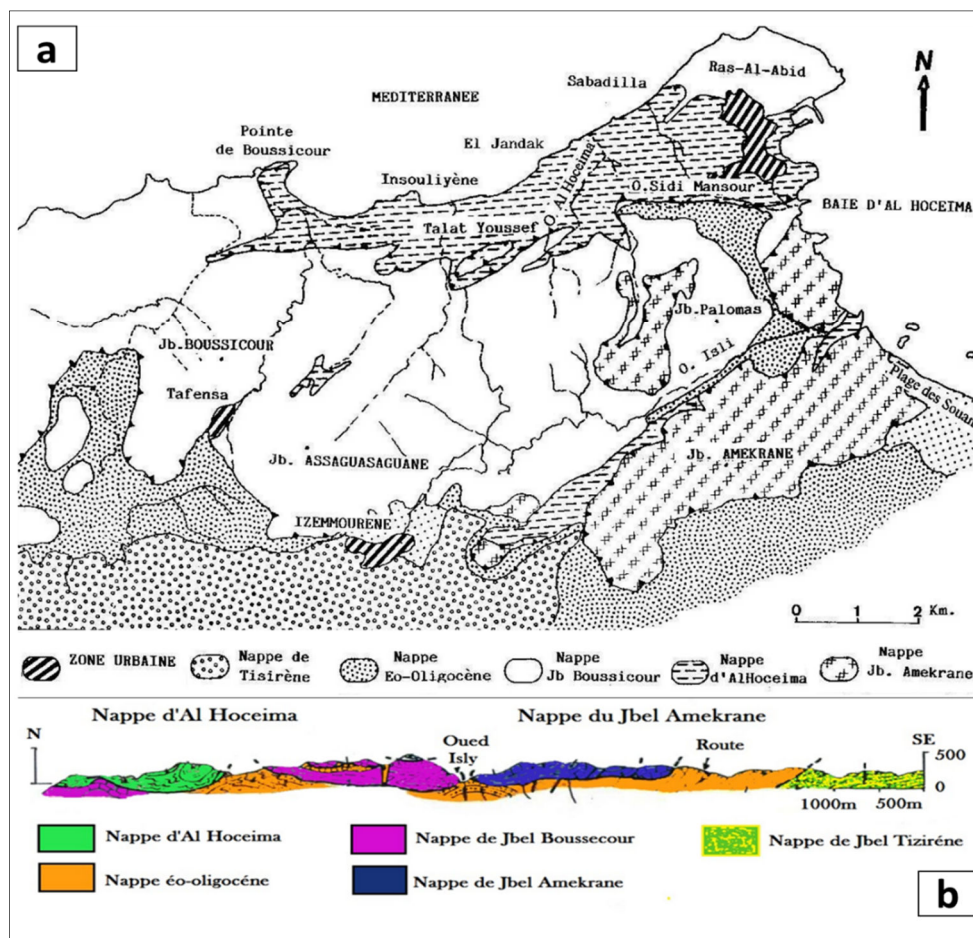 a
N
Ras-Al-Abid
Sabadilla
MEDITERRANEE
Pointe
de Boussicour
El Jandak
Insouliyène
O. Al Hoceima
O.Sidi Mansour
BAIE D'AL HOCEIMA
Talat Youssef
Jb.Palomas
Jb.BOUSSICOUR
O. Isli
Tafensa
Plage des Souan
Jb. ASSAGUASAGUANE
Jb. AMEKRANE
IZEMMOURENE
0 1 2 Km.
ZONE URBAINE
Nappe de
Tisirène
Nappe
Eo-Oligocène
Nappe
Jb Boussicour
Nappe
d'AlHoceima
Nappe
Jb. Amekrane
Nappe d'Al Hoceima
Nappe du Jbel Amekrane
N
Oued
Isly
Route
SE
500
0
1000m 500m
Nappe d'Al Hoceima
Nappe de Jbel Boussecour
Nappe de Jbel Tiziréne
Nappe éo-oligocéne
Nappe de Jbel Amekrane
b